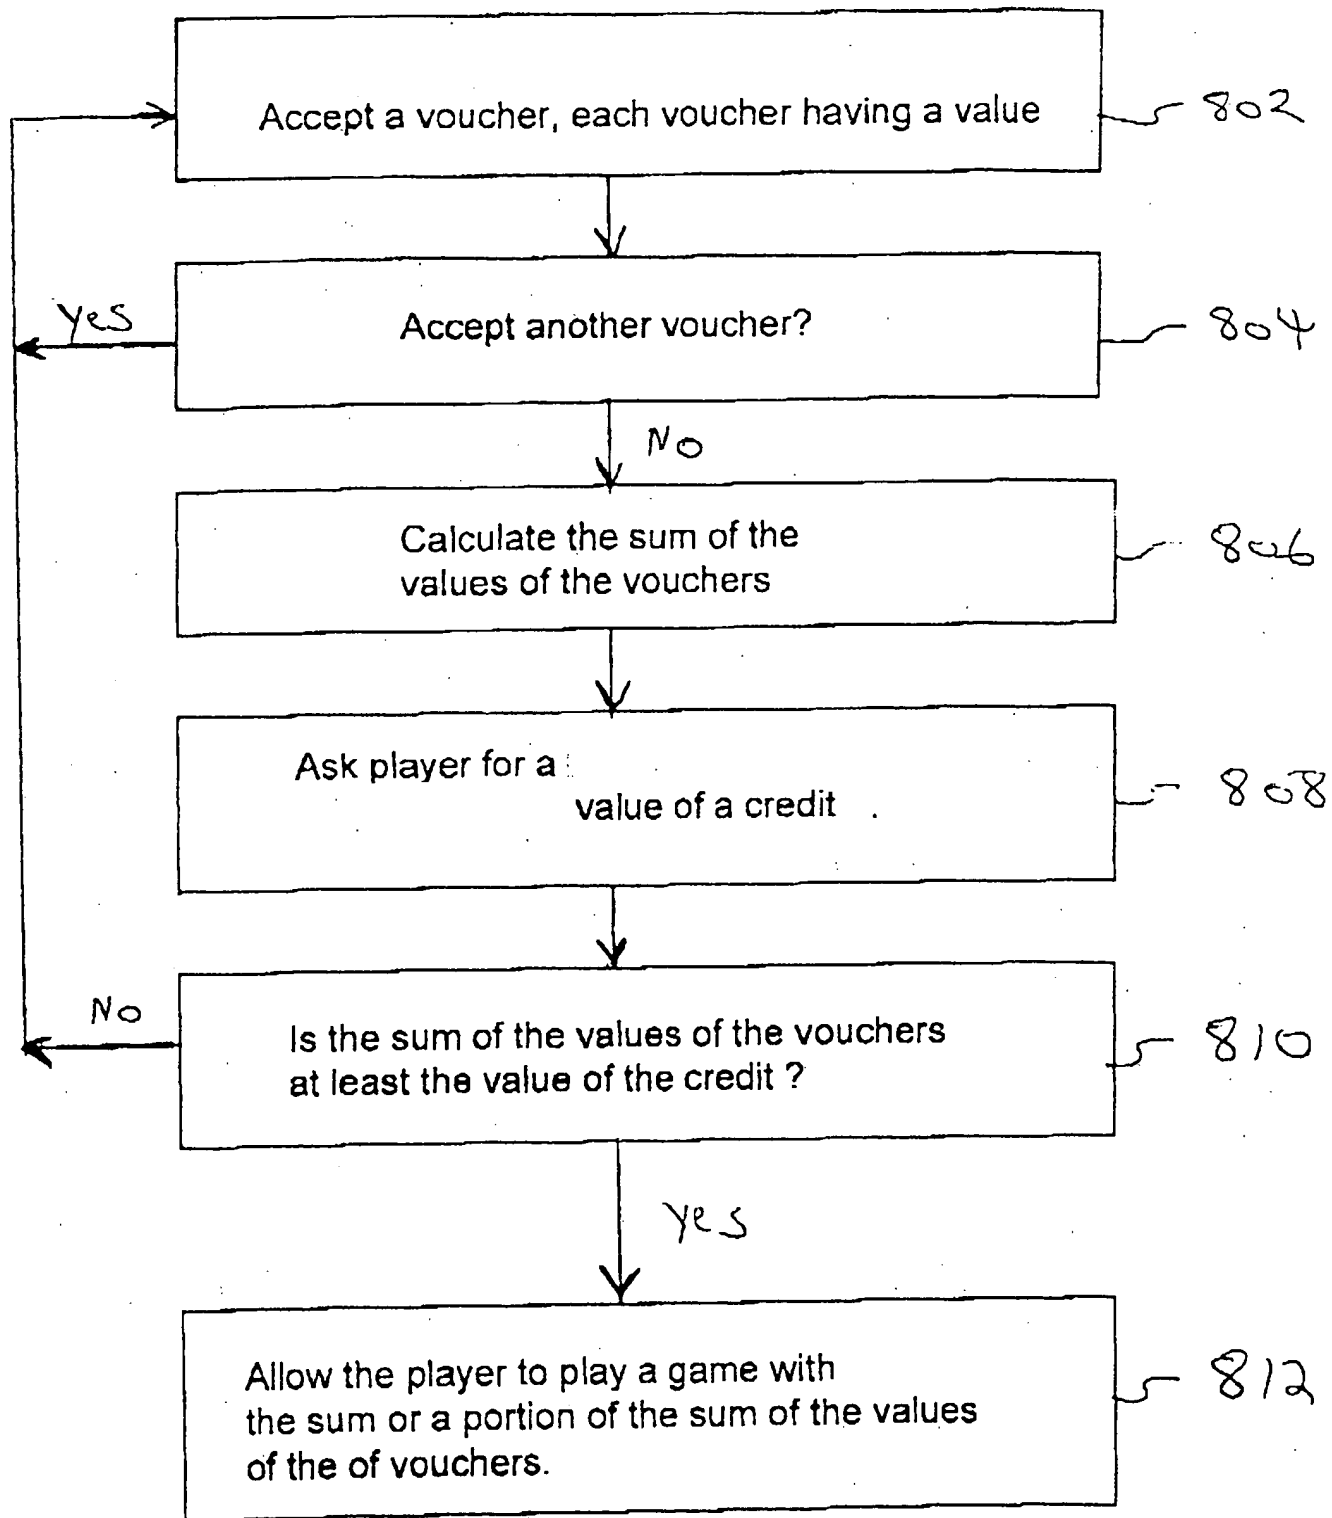 Accept a voucher, each voucher having a value
802
Accept another voucher?
804
Yes
No
Calculate the sum of the
values of the vouchers
806
Ask player for a
value of a credit
808
No
Is the sum of the values of the vouchers
at least the value of the credit ?
810
Yes
Allow the player to play a game with
the sum or a portion of the sum of the values
of the of vouchers.
812